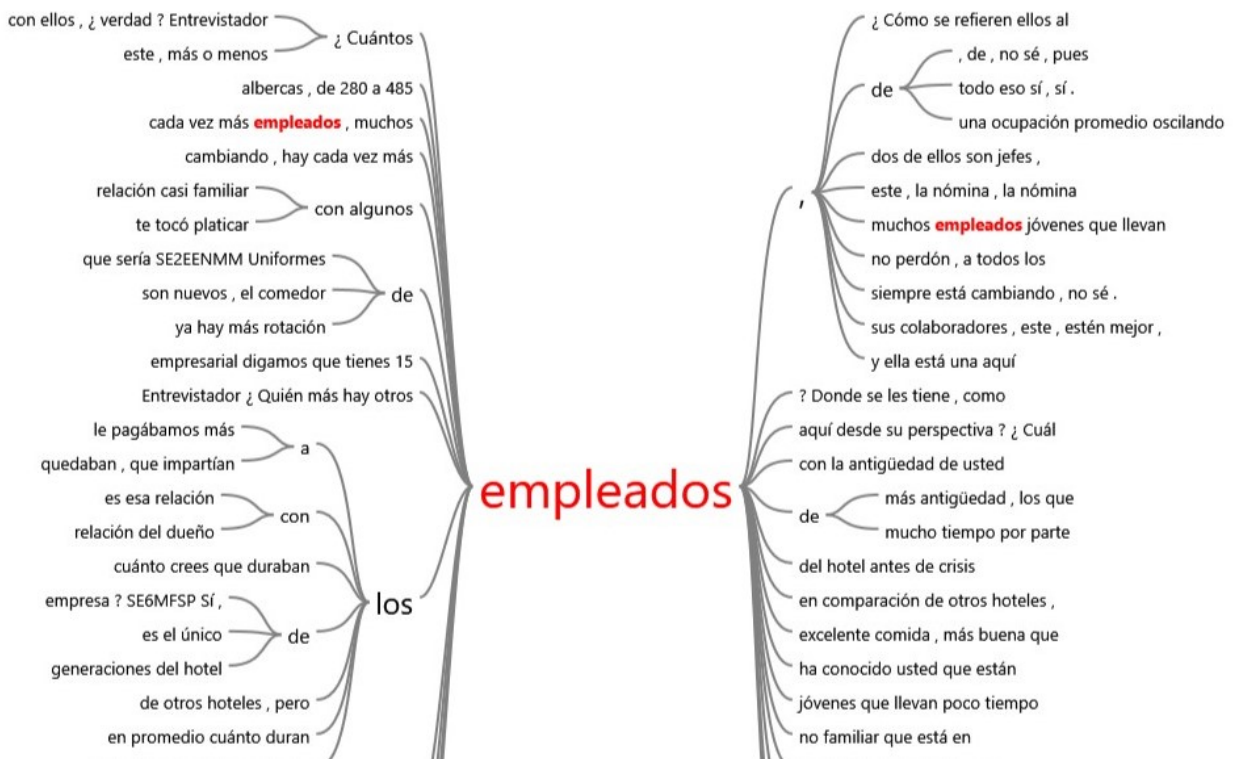 con ellos , ¿ verdad ? Entrevistador
este , más o menos
¿ Cuántos
albercas , de 280 a 485
cada vez más empleados , muchos
cambiando , hay cada vez más
relación casi familiar
te tocó platicar
con algunos
que sería SE2EENMM Uniformes
son nuevos , el comedor
ya hay más rotación
de
empresarial digamos que tienes 15
Entrevistador ¿ Quién más hay otros
le pagábamos más
quedaban , que impartían
a
es esa relación
relación del dueño
con
cuánto crees que duraban
empresa ? SE6MFSP Sí ,
es el único
generaciones del hotel
de
de otros hoteles , pero
en promedio cuánto duran
los
empleados
¿ Cómo se refieren ellos al
de
, de , no sé , pues
todo eso sí , sí .
una ocupación promedio oscilando
dos de ellos son jefes ,
este , la nómina , la nómina
,
muchos empleados jóvenes que llevan
no perdón , a todos los
siempre está cambiando , no sé .
sus colaboradores , este , estén mejor ,
y ella está una aquí
? Donde se les tiene , como
aquí desde su perspectiva ? ¿ Cuál
con la antigüedad de usted
de
más antigüedad , los que
mucho tiempo por parte
del hotel antes de crisis
en comparación de otros hoteles ,
excelente comida , más buena que
ha conocido usted que están
jóvenes que llevan poco tiempo
no familiar que está en